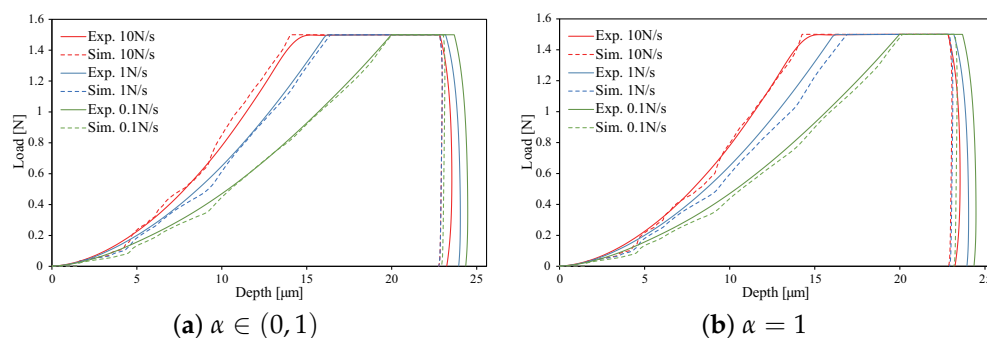 1.6
1.4
1.2
1
0.8
0.6
0.4
0.2
0
Load [N]
Exp. 10N/s
Sim. 10N/s
Exp. 1N/s
Sim. 1N/s
Exp. 0.1N/s
Sim. 0.1N/s
0 5 10 15 20 25
Depth [μm]
(a) α ∈ (0, 1)
1.6
1.4
1.2
1
0.8
0.6
0.4
0.2
0
Load [N]
Exp. 10N/s
Sim. 10N/s
Exp. 1N/s
Sim. 1N/s
Exp. 0.1N/s
Sim. 0.1N/s
0 5 10 15 20 25
Depth [μm]
(b) α = 1